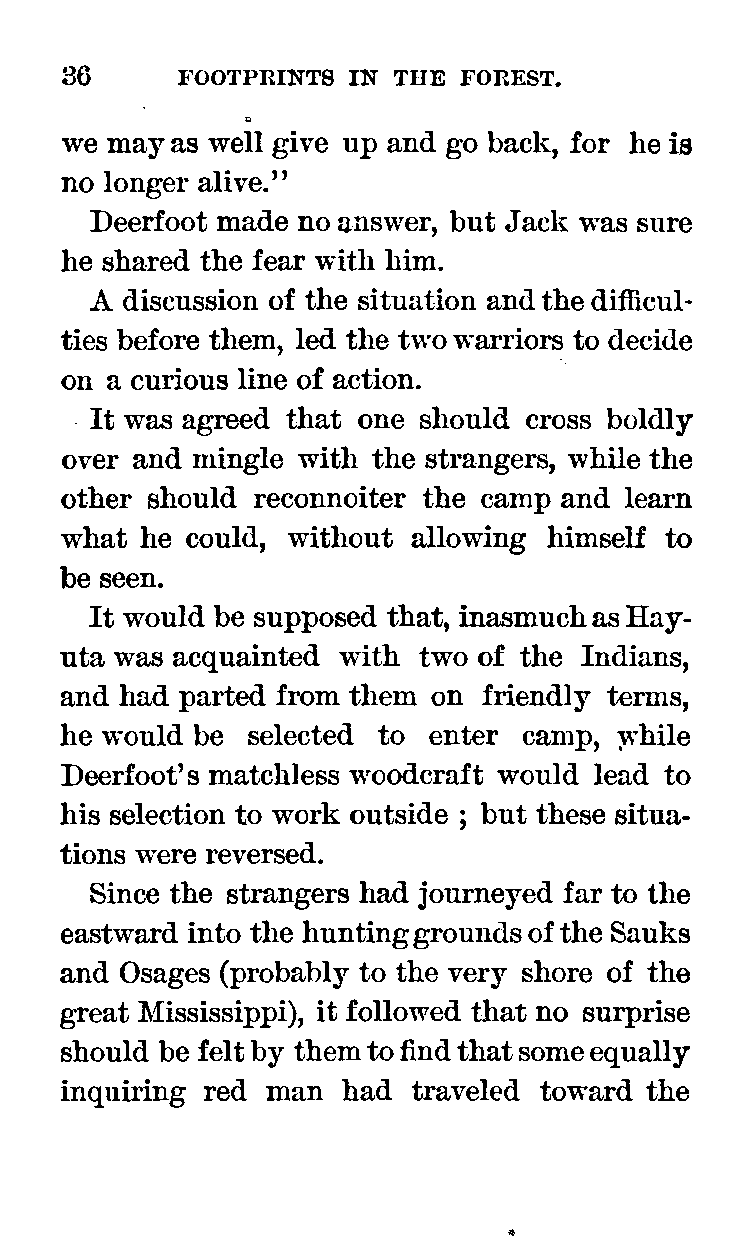 36 FOOTPRINTS IN THE FOREST.
we may as well give up and go back, for he is
no longer alive."
Deerfoot made no answer, but Jack was sure
he shared the fear with him.
A discussion of the situation and the difficul-
ties before them, led the two warriors to decide
on a curious line of action.
It was agreed that one should cross boldly
over and mingle with the strangers, while the
other should reconnoiter the camp and learn
what he could, without allowing himself to
be seen.
It would be supposed that, inasmuch as Hay-
uta was acquainted with two of the Indians,
and had parted from them on friendly terms,
he would be selected to enter camp, while
Deerfoot's matchless woodcraft would lead to
his selection to work outside ; but these situa-
tions were reversed.
Since the strangers had journeyed far to the
eastward into the hunting grounds of the Sauks
and Osages (probably to the very shore of the
great Mississippi), it followed that no surprise
should be felt by them to find that some equally
inquiring red man had traveled toward the